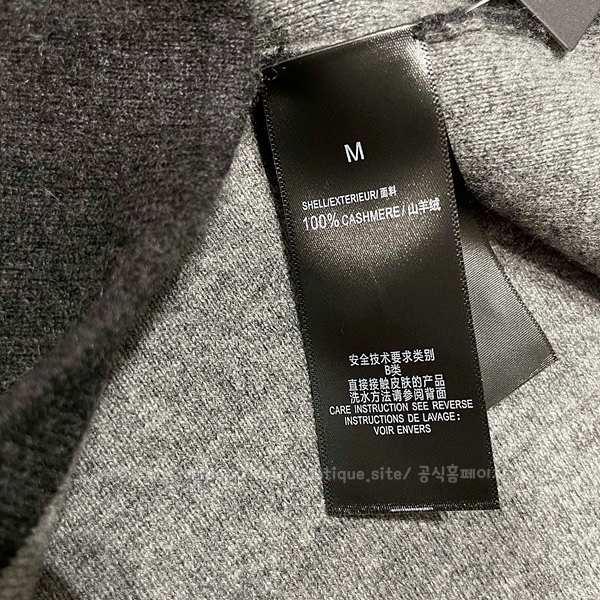 M
SHELL/EXTERIEUR/面料
100% CASHMERE/山羊绒
安全技术要求类别
B类
直接接触皮肤的产品
洗水方法请参阅背面
CARE INSTRUCTION SEE REVERSE
INSTRUCTIONS DE LAVAGE:
VOIR ENVERS
tique.site/ 공식홈페이